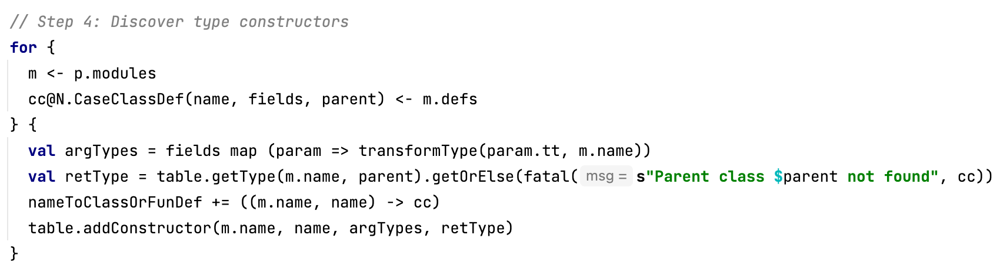 // Step 4: Discover type constructors
for {
  m <- p.modules
  cc@N.CaseClassDef(name, fields, parent) <- m.defs
} {
  val argTypes = fields map (param => transformType(param.tt, m.name))
  val retType = table.getType(m.name, parent).getOrElse(fatal( msg = s"Parent class $parent not found", cc))
  nameToClassOrFunDef += ((m.name, name) -> cc)
  table.addConstructor(m.name, name, argTypes, retType)
}